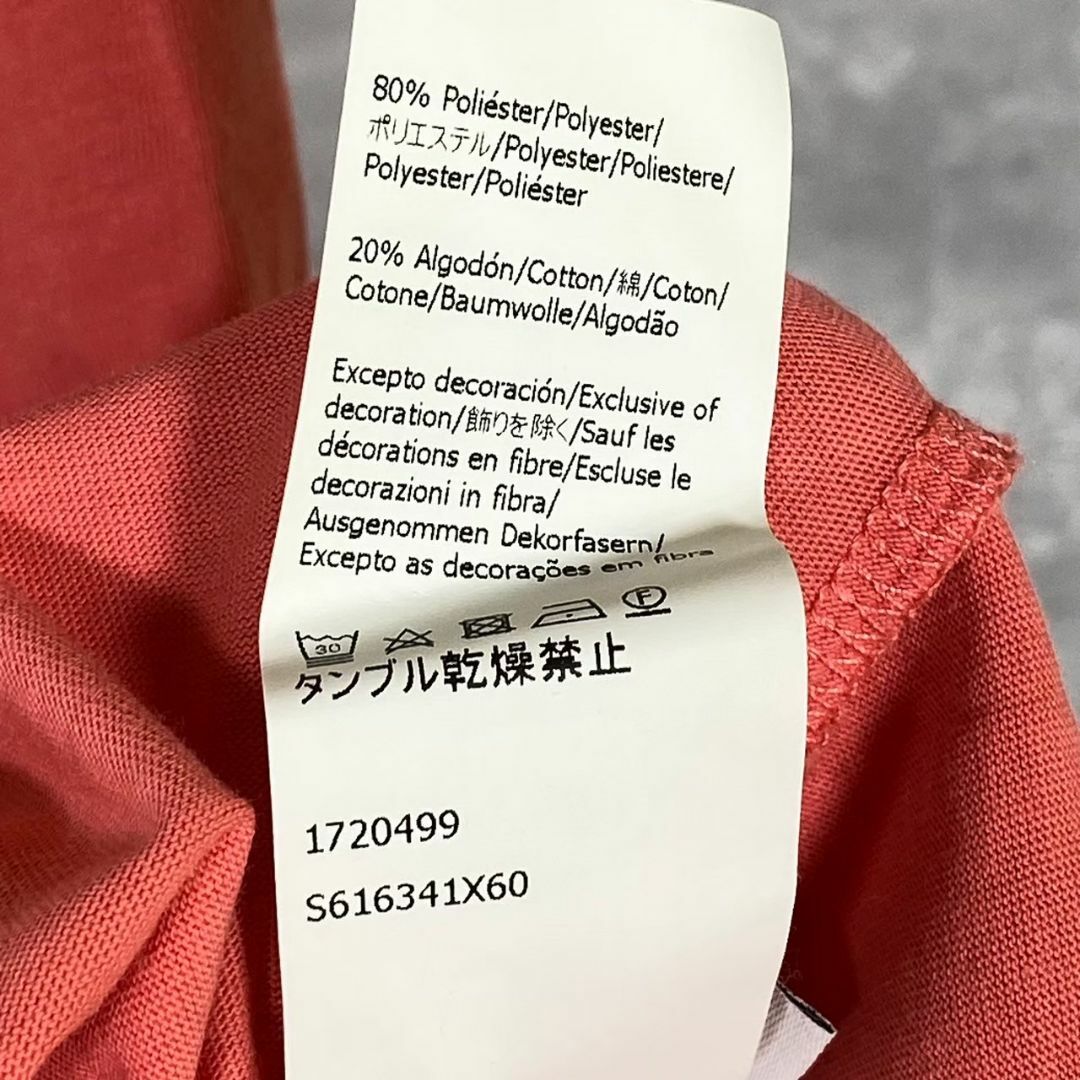 80% Poliéster/Polyester/
ポリエステル/Polyester/Poliestere/
Polyester/Poliéster
20% Algodón/Cotton/綿/Coton/
Cotone/Baumwolle/Algodão
Excepto decoración/Exclusive of
decoration/飾りを除く/Sauf les
décorations en fibre/Escluse le
decorazioni in fibra/
Ausgenommen Dekorfasern/
Excepto as decorações em fibra
30 F
タンブル乾燥禁止
1720499
S616341X60